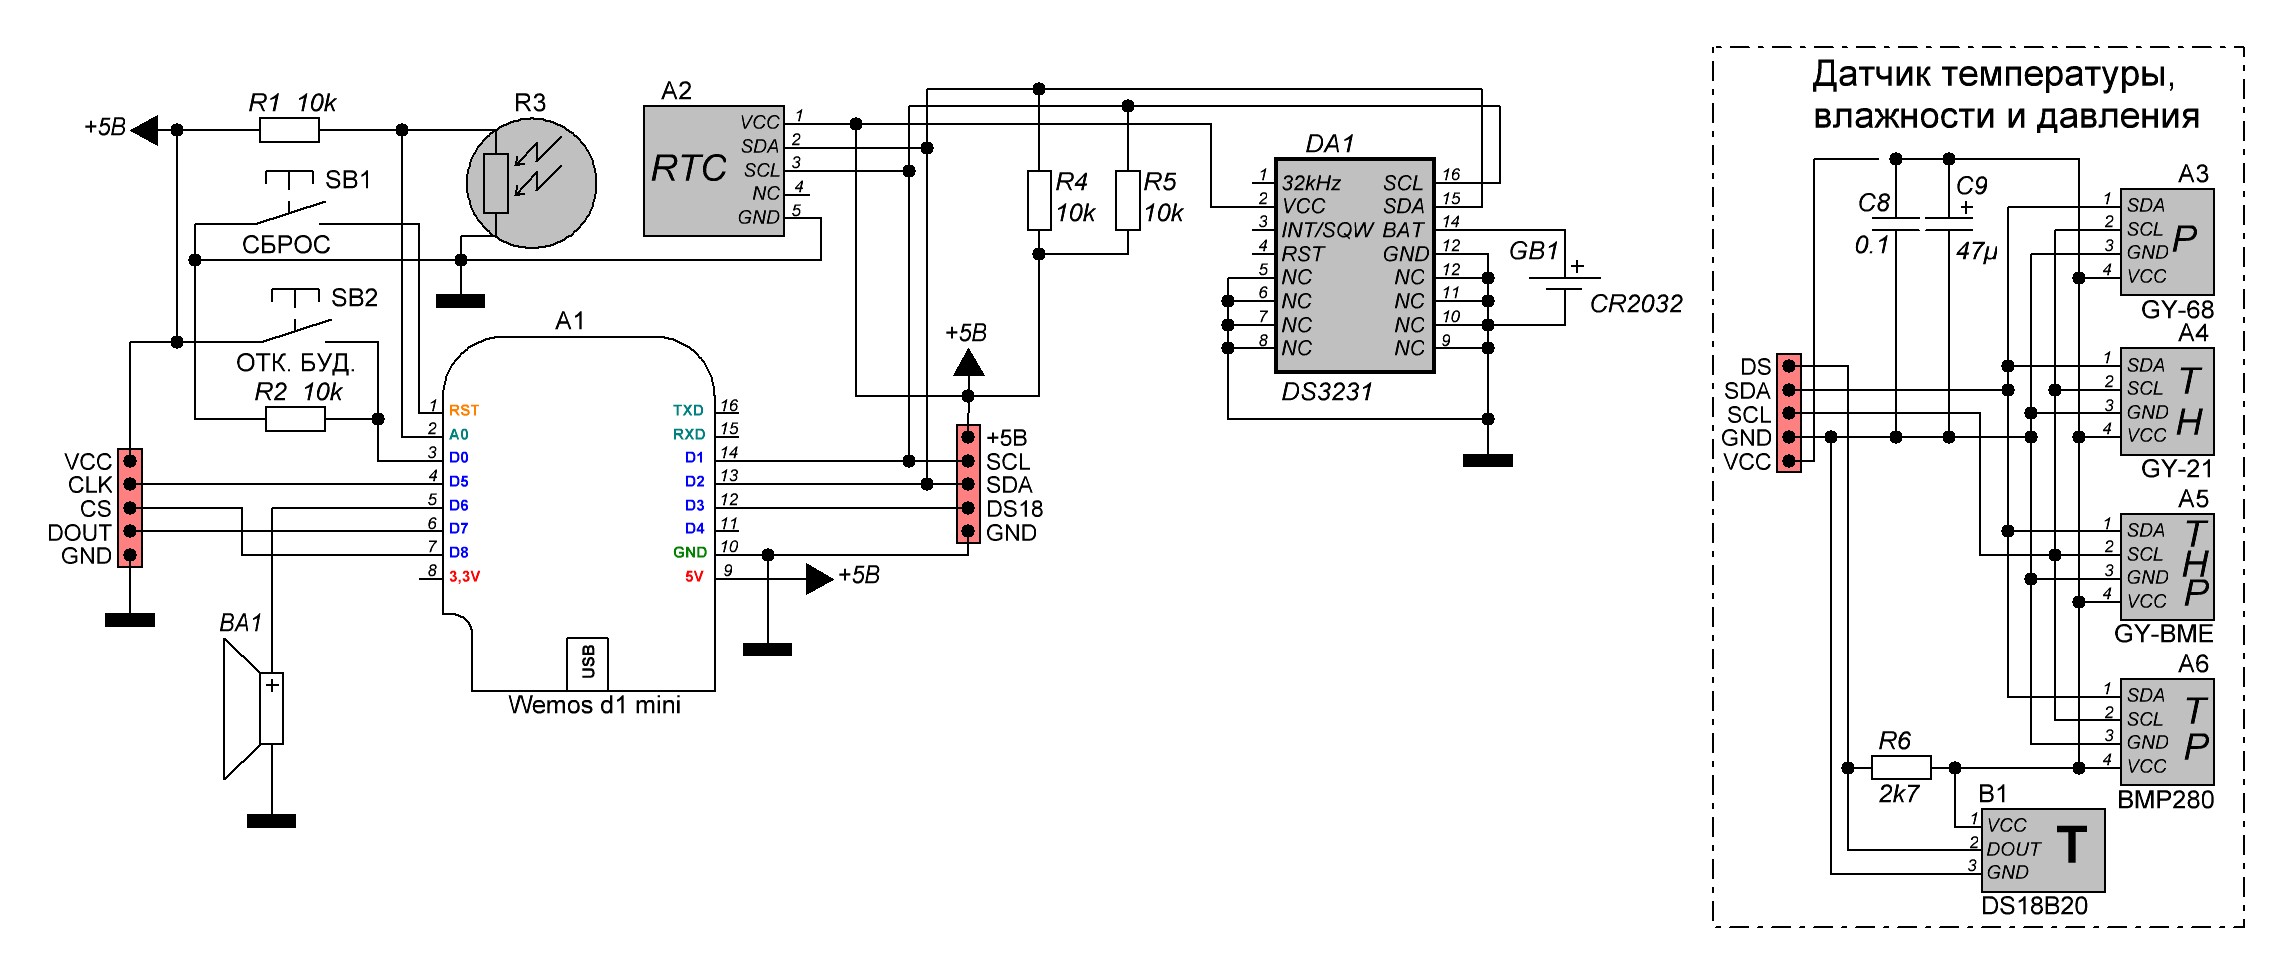 Датчик температуры,
влажности и давления
R1 10k
+5В
R3
SB1
СБРОС
SB2
ОТК. БУД.
R2 10k
A2
RTC
VCC 1
SDA 2
SCL 3
NC 4
GND 5
R4
10k
R5
10k
DA1
1 32kHz SCL 16
2 VCC SDA 15
3 INT/SQW BAT 14
4 RST GND 12
5 NC NC 12
6 NC NC 11
7 NC NC 10
8 NC NC 9
DS3231
GB1
+
CR2032
A1
1 RST TXD 16
2 A0 RXD 15
3 D0 D1 14
4 D5 D2 13
5 D6 D3 12
6 D7 D4 11
7 D8 GND 10
8 3,3V 5V 9
USB
Wemos d1 mini
+5В
VCC
CLK
CS
DOUT
GND
BA1
+
+5В
+5В
SCL
SDA
DS18
GND
C8
0.1
C9
+
47µ
DS
SDA
SCL
GND
VCC
A3
1 SDA
2 SCL
3 GND
4 VCC
P
GY-68
A4
1 SDA
2 SCL
3 GND
4 VCC
T
H
GY-21
A5
1 SDA
2 SCL
3 GND
4 VCC
T
H
P
GY-BME
A6
1 SDA
2 SCL
3 GND
4 VCC
T
P
BMP280
R6
2k7
B1
1 VCC
2 DOUT
3 GND
T
DS18B20